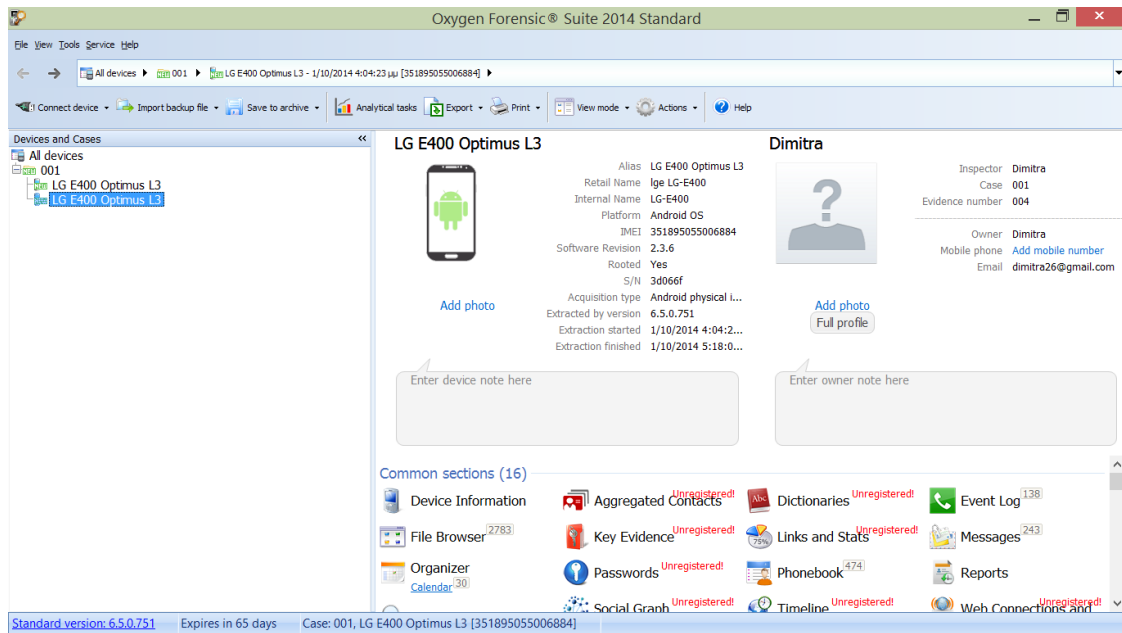 Oxygen Forensic® Suite 2014 Standard
File View Tools Service Help
All devices 001 LG E400 Optimus L3 - 1/10/2014 4:04:23 μμ [351895055006884]
Connect device Import backup file Save to archive Analytical tasks Export Print View mode Actions Help
Devices and Cases
All devices
001
LG E400 Optimus L3
LG E400 Optimus L3
LG E400 Optimus L3
Alias LG E400 Optimus L3
Retail Name lge LG-E400
Internal Name LG-E400
Platform Android OS
IMEI 351895055006884
Software Revision 2.3.6
Rooted Yes
S/N 3d066f
Acquisition type Android physical i...
Extracted by version 6.5.0.751
Extraction started 1/10/2014 4:04:2...
Extraction finished 1/10/2014 5:18:0...
Add photo
Enter device note here
Dimitra
?
Inspector Dimitra
Case 001
Evidence number 004
Owner Dimitra
Mobile phone Add mobile number
Email dimitra26@gmail.com
Add photo
Full profile
Enter owner note here
Common sections (16)
Device Information Aggregated Contacts Unregistered! Abc Dictionaries Unregistered! Event Log 138
File Browser 2783 Key Evidence Unregistered! 75% Links and Stats Unregistered! Messages 243
Organizer Calendar 30 Passwords Unregistered! Phonebook 474 Reports
Social Graph Unregistered! Timeline Unregistered! Web Connections and Unregistered!
Standard version: 6.5.0.751 Expires in 65 days Case: 001, LG E400 Optimus L3 [351895055006884]